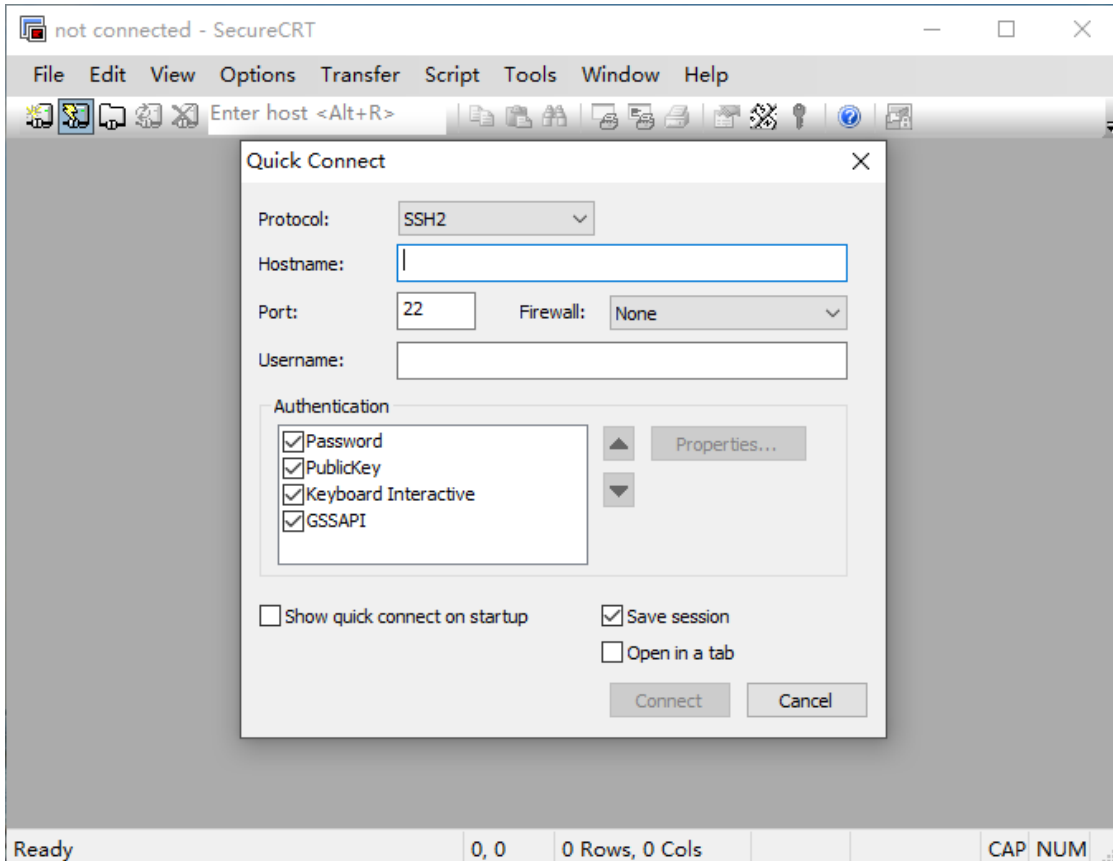 not connected - SecureCRT
File Edit View Options Transfer Script Tools Window Help
Enter host <Alt+R>
Quick Connect
Protocol: SSH2
Hostname:
Port: 22 Firewall: None
Username:
Authentication
Password
PublicKey
Keyboard Interactive
GSSAPI
Properties...
Show quick connect on startup
Save session
Open in a tab
Connect Cancel
Ready 0, 0 0 Rows, 0 Cols CAP NUM